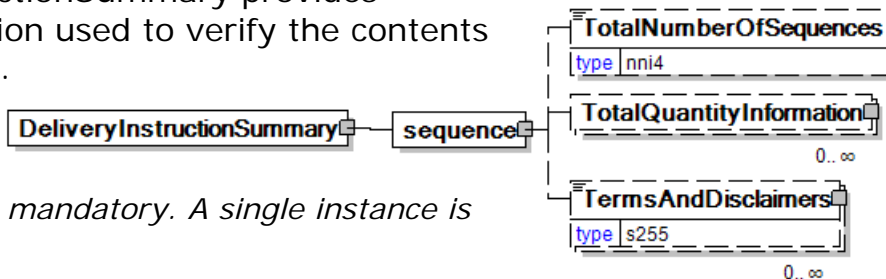 ctionSummary provides
ion used to verify the contents
.
mandatory. A single instance is
DeliveryInstructionSummary
sequence
TotalNumberOfSequences
type nni4
TotalQuantityInformation
0.. ∞
TermsAndDisclaimers
type s255
0.. ∞